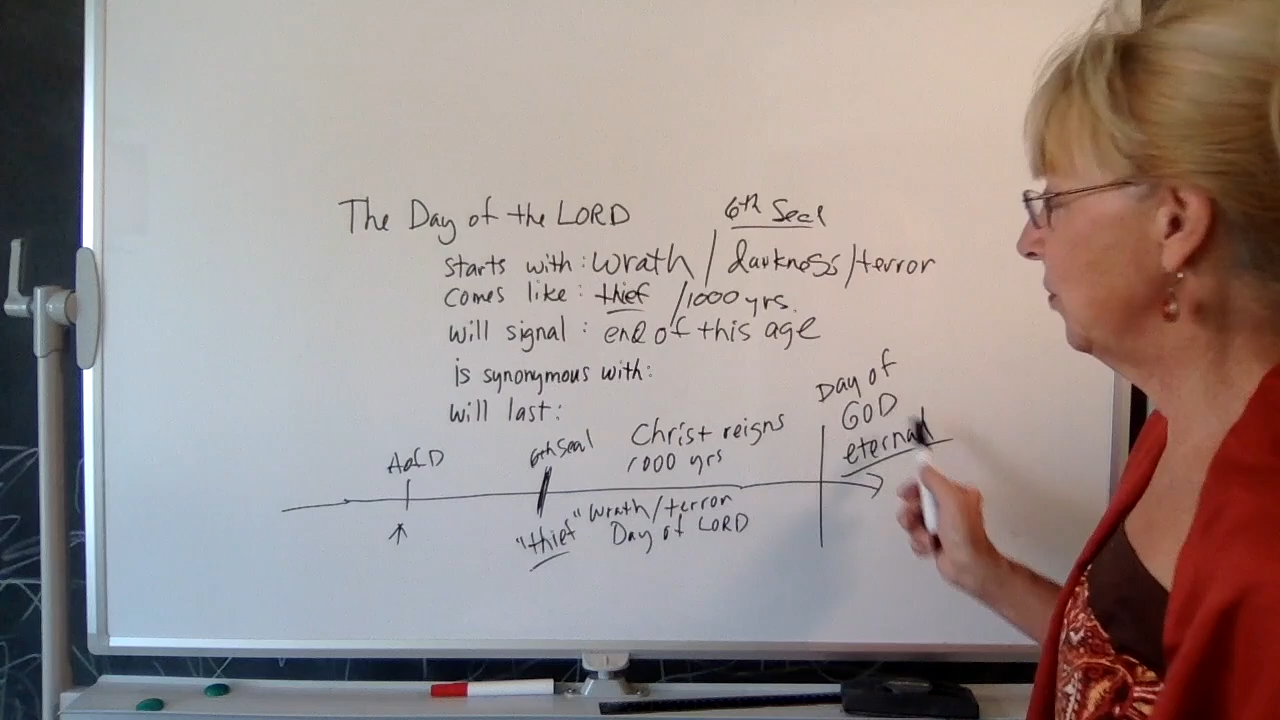 The Day of the LORD 6th Seal
starts with: wrath / darkness/terror
comes like: thief /1000 yrs.
will signal: end of this age
is synonymous with:
will last:
Day of
GOD
eternal
AofD
6th Seal
Christ reigns
1000 yrs
"thief"
Wrath/terror
Day of LORD